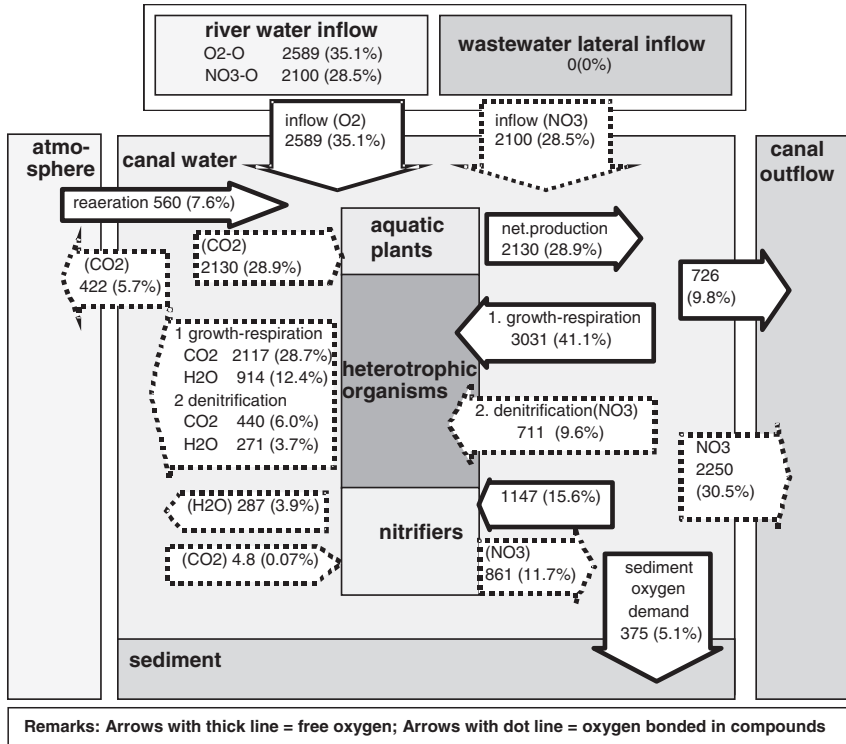 river water inflow
O2-O 2589 (35.1%)
NO3-O 2100 (28.5%)
wastewater lateral inflow
0(0%)
inflow (O2)
2589 (35.1%)
inflow (NO3)
2100 (28.5%)
atmo-
sphere
canal water
canal
outflow
reaeration 560 (7.6%)
(CO2)
422 (5.7%)
(CO2)
2130 (28.9%)
aquatic
plants
net.production
2130 (28.9%)
726
(9.8%)
1 growth-respiration
CO2 2117 (28.7%)
H2O 914 (12.4%)
2 denitrification
CO2 440 (6.0%)
H2O 271 (3.7%)
heterotrophic
organisms
1. growth-respiration
3031 (41.1%)
2. denitrification(NO3)
711 (9.6%)
NO3
2250
(30.5%)
(H2O) 287 (3.9%)
(CO2) 4.8 (0.07%)
nitrifiers
1147 (15.6%)
(NO3)
861 (11.7%)
sediment
oxygen
demand
375 (5.1%)
sediment
Remarks: Arrows with thick line = free oxygen; Arrows with dot line = oxygen bonded in compounds